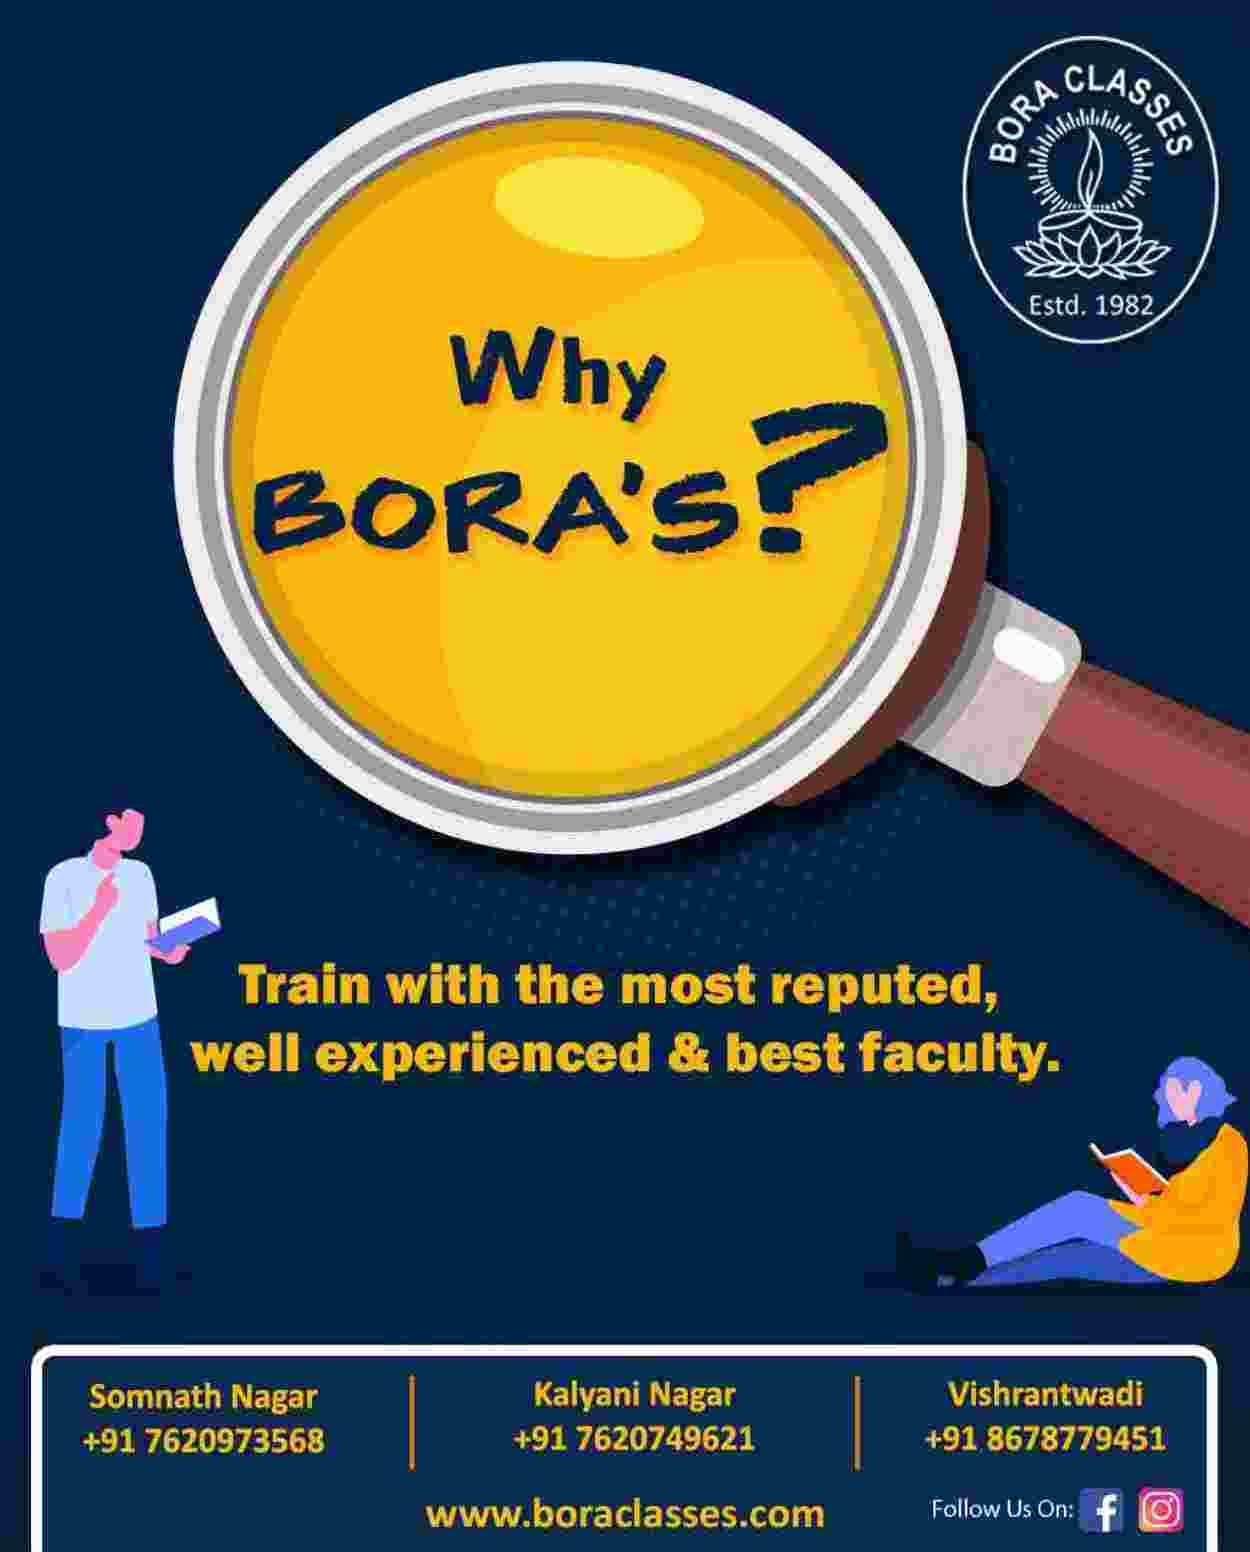 BORA CLASSES
Estd. 1982
Why
BORA'S?
Train with the most reputed,
well experienced & best faculty.
Somnath Nagar
+91 7620973568
Kalyani Nagar
+91 7620749621
Vishrantwadi
+91 8678779451
www.boraclasses.com
Follow Us On: